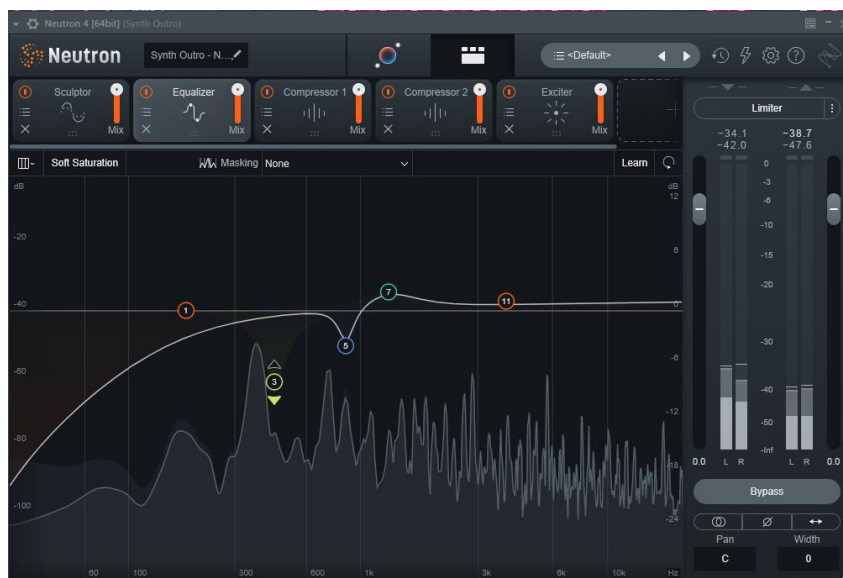 Neutron 4 [64bit] (Synth Outro)
Neutron
Synth Outro - N...
<Default>
Sculptor
Mix
Equalizer
Mix
Compressor 1
Mix
Compressor 2
Mix
Exciter
Mix
Limiter
-34.1 -38.7
-42.0 -47.6
Soft Saturation
Masking None
Learn
dB
-20
-40
-60
-80
-100
dB
12
6
0
-6
-12
-18
-24
1
3
5
7
11
60 100 300 600 1k 3k 6k 10k Hz
0
-3
-6
-10
-15
-20
-30
-40
-50
-Inf
0.0 L R L R 0.0
Bypass
Pan Width
C 0